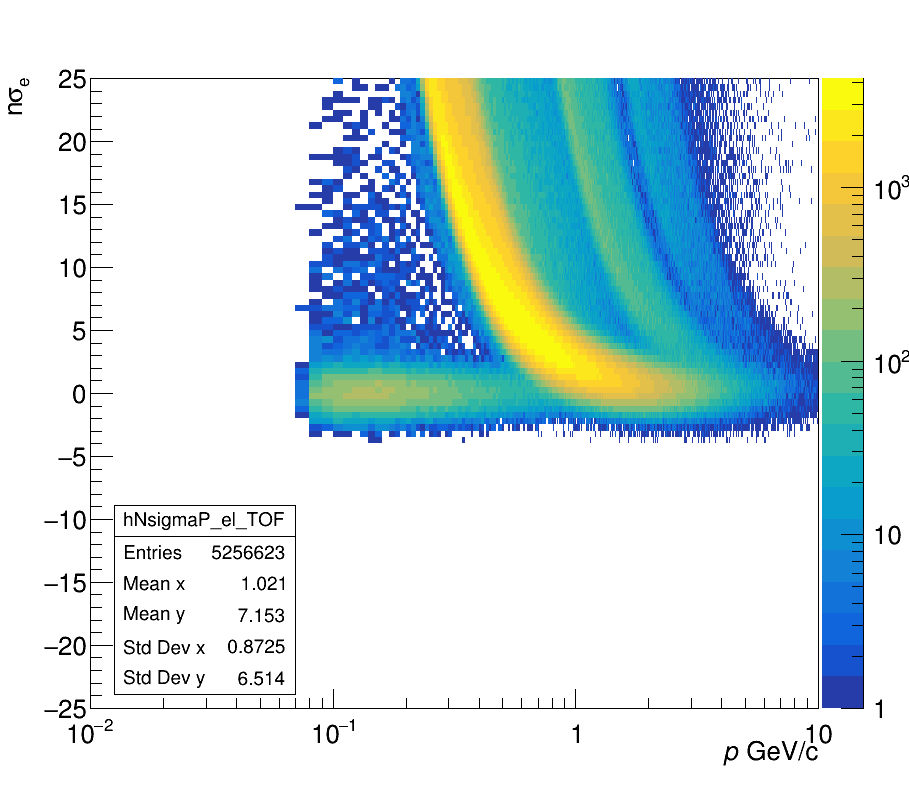 nσe
25
20
15
10
5
0
−5
−10
−15
−20
−25
hNsigmaP_el_TOF
Entries 5256623
Mean x 1.021
Mean y 7.153
Std Dev x 0.8725
Std Dev y 6.514
10−2 10−1 1 10
p GeV/c
103
102
10
1